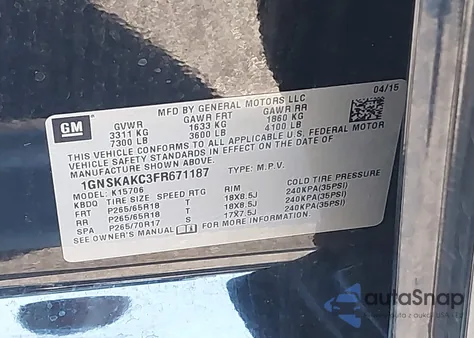 MFD BY GENERAL MOTORS LLC
04/15
GM
GVWR GAWR FRT GAWR RR
3311 KG 1633 KG 1860 KG
7300 LB 3600 LB 4100 LB
THIS VEHICLE CONFORMS TO ALL APPLICABLE U.S. FEDERAL MOTOR
VEHICLE SAFETY STANDARDS IN EFFECT ON THE DATE OF
MANUFACTURE SHOWN ABOVE.
1GNSKAKC3FR671187 TYPE: M.P.V.
MODEL: K15706
KBDQ TIRE SIZE SPEED RTG RIM COLD TIRE PRESSURE
FRT P265/65R18 T 18X8.5J 240KPA(35PSI)
RR P265/65R18 T 18X8.5J 240KPA(35PSI)
SPA P265/70R17 S 17X7.5J 240KPA(35PSI)
SEE OWNER'S MANUAL
autoSnap